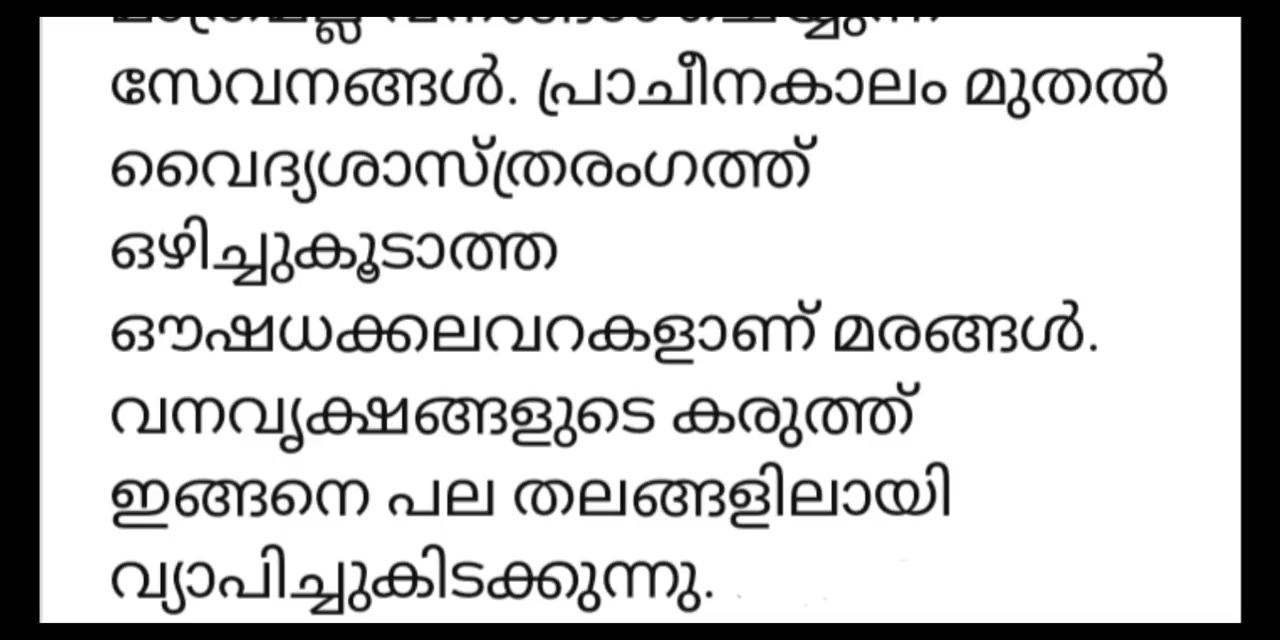 സേവനങ്ങൾ. പ്രാചീനകാലം മുതൽ
വൈദ്യശാസ്ത്രരംഗത്ത്
ഒഴിച്ചുകൂടാത്ത
ഔഷധക്കലവറകളാണ് മരങ്ങൾ.
വനവൃക്ഷങ്ങളുടെ കരുത്ത്
ഇങ്ങനെ പല തലങ്ങളിലായി
വ്യാപിച്ചുകിടക്കുന്നു.